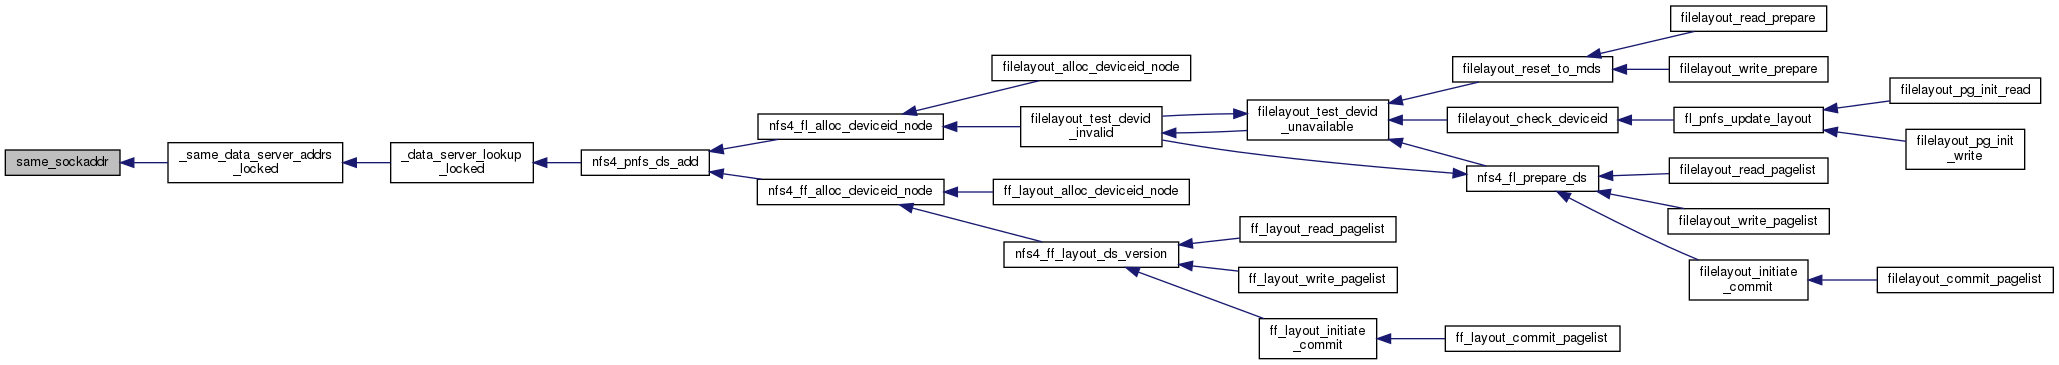 same_sockaddr
_same_data_server_addrs
_locked
_data_server_lookup
_locked
nfs4_pnfs_ds_add
nfs4_fl_alloc_deviceid_node
nfs4_ff_alloc_deviceid_node
filelayout_alloc_deviceid_node
filelayout_test_devid
_invalid
ff_layout_alloc_deviceid_node
nfs4_ff_layout_ds_version
filelayout_test_devid
_unavailable
ff_layout_read_pagelist
ff_layout_write_pagelist
ff_layout_initiate
_commit
filelayout_reset_to_mds
filelayout_check_deviceid
nfs4_fl_prepare_ds
ff_layout_commit_pagelist
filelayout_read_prepare
filelayout_write_prepare
fl_pnfs_update_layout
filelayout_read_pagelist
filelayout_write_pagelist
filelayout_initiate
_commit
filelayout_pg_init_read
filelayout_pg_init
_write
filelayout_commit_pagelist